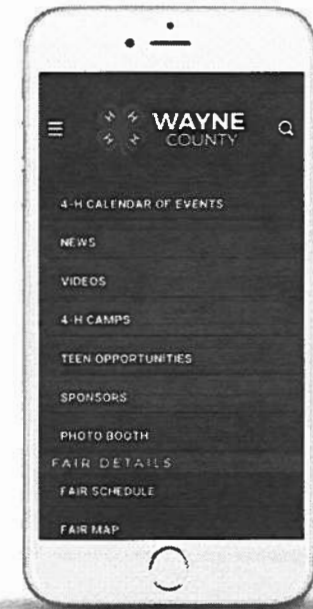 WAYNE
COUNTY
4-H CALENDAR OF EVENTS
NEWS
VIDEOS
4-H CAMPS
TEEN OPPORTUNITIES
SPONSORS
PHOTO BOOTH
FAIR DETAILS
FAIR SCHEDULE
FAIR MAP